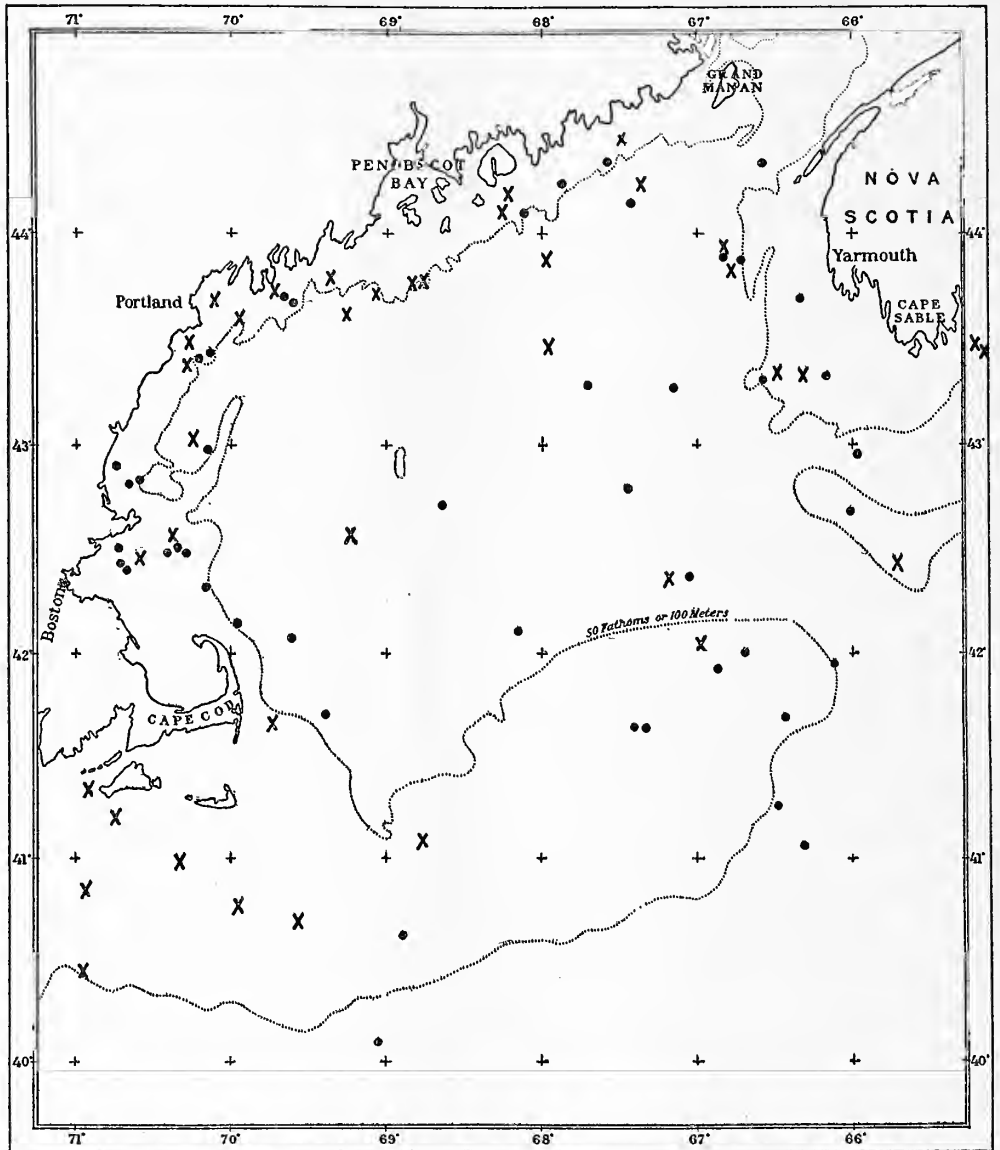 71° 70° 69° 68° 67° 66°
GRAND
MANAN
PENOBSCOT
BAY
NOVA
SCOTIA
44° 44°
Yarmouth
Portland
CAPE
SABLE
43° 43°
Boston
50 Fathoms or 100 Meters
42° 42°
CAPE COD
41° 41°
40° 40°
71° 70° 69° 68° 67° 66°